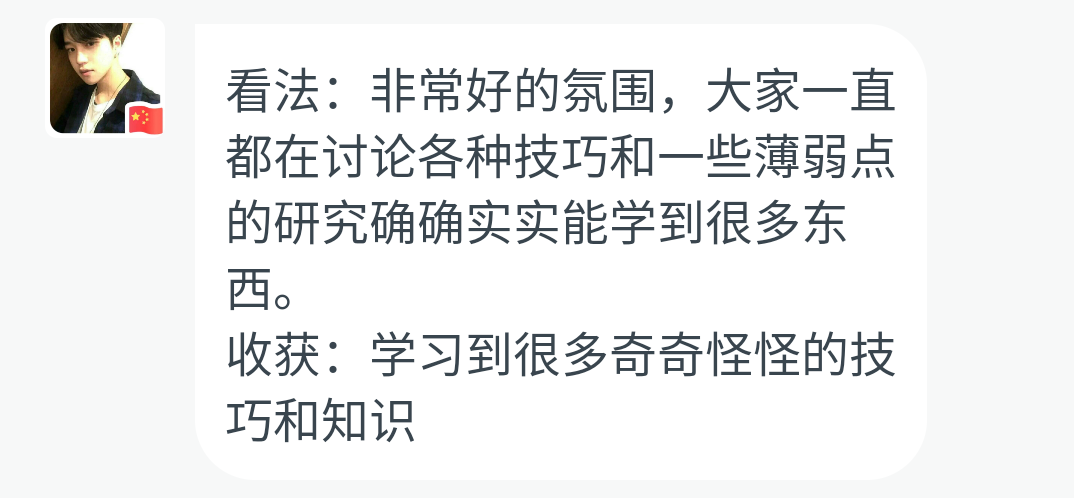 看法：非常好的氛围，大家一直
都在讨论各种技巧和一些薄弱点
的研究确确实实能学到很多东
西。
收获：学习到很多奇奇怪怪的技
巧和知识